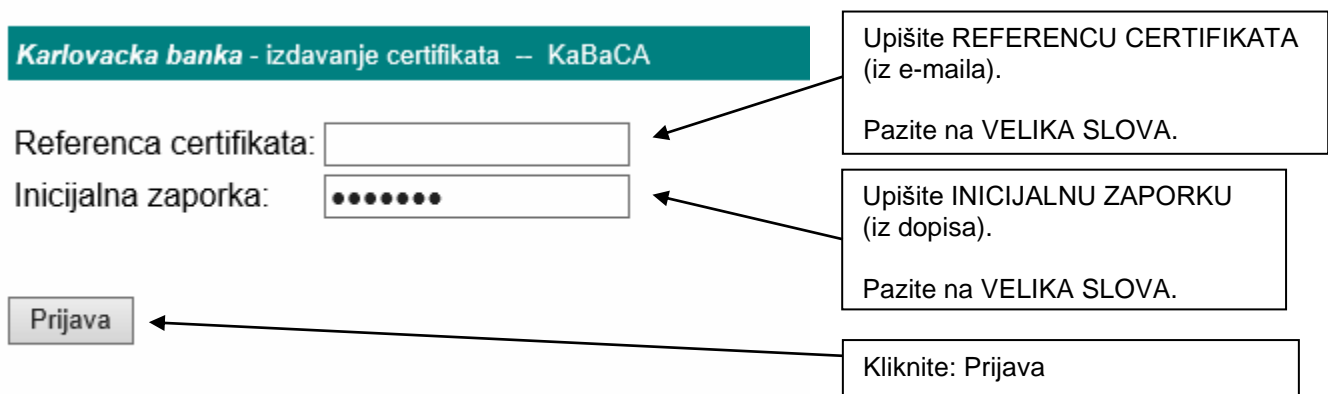 Karlovacka banka - izdavanje certifikata -- KaBaCA
Upišite REFERENCU CERTIFIKATA
(iz e-maila).
Pazite na VELIKA SLOVA.
Referenca certifikata:
Inicijalna zaporka: •••••••
Upišite INICIJALNU ZAPORKU
(iz dopisa).
Pazite na VELIKA SLOVA.
Prijava
Kliknite: Prijava